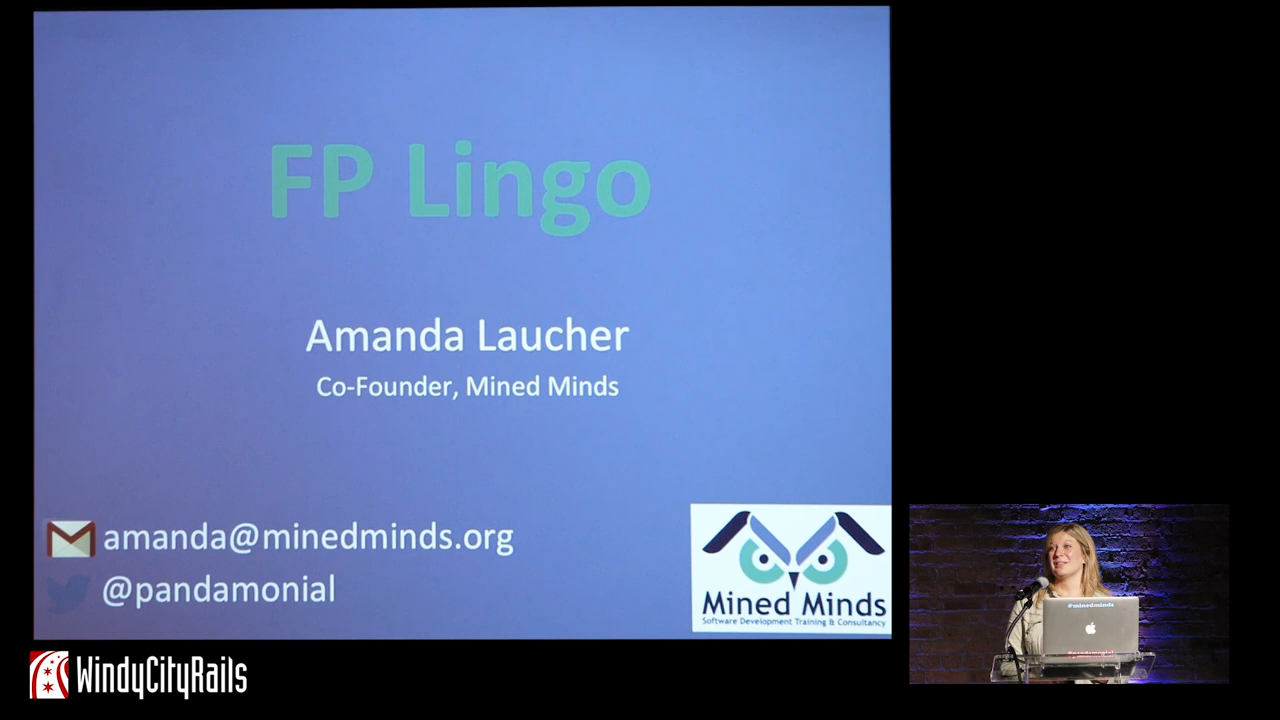 FP Lingo
Amanda Laucher
Co-Founder, Mined Minds
amanda@minedminds.org
@pandamonial
Mined Minds
Software Development Training & Consultancy
#minedminds
@pandamonial
WindyCityRails